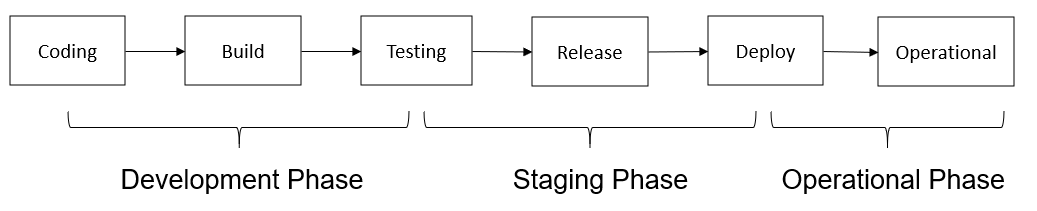 Coding
Build
Testing
Release
Deploy
Operational
Development Phase
Staging Phase
Operational Phase